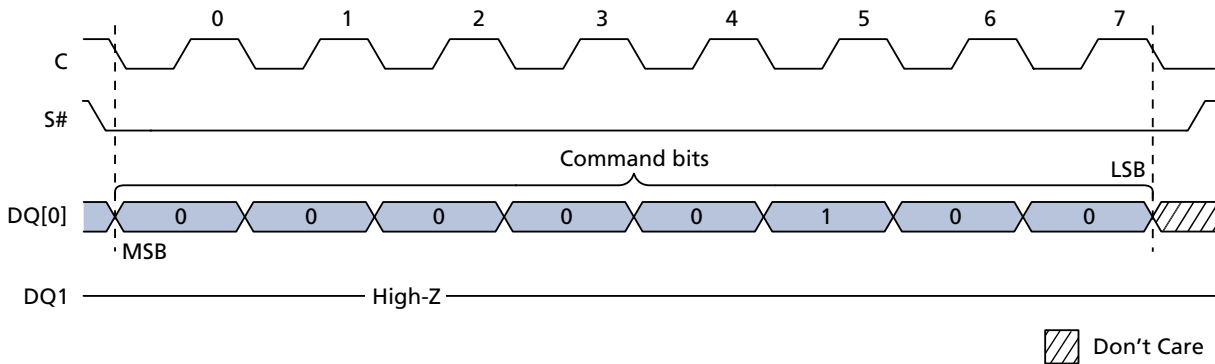 0 1 2 3 4 5 6 7
C
S#
Command bits
LSB
DQ[0] 0 0 0 0 0 1 0 0
MSB
DQ1 High-Z
Don't Care